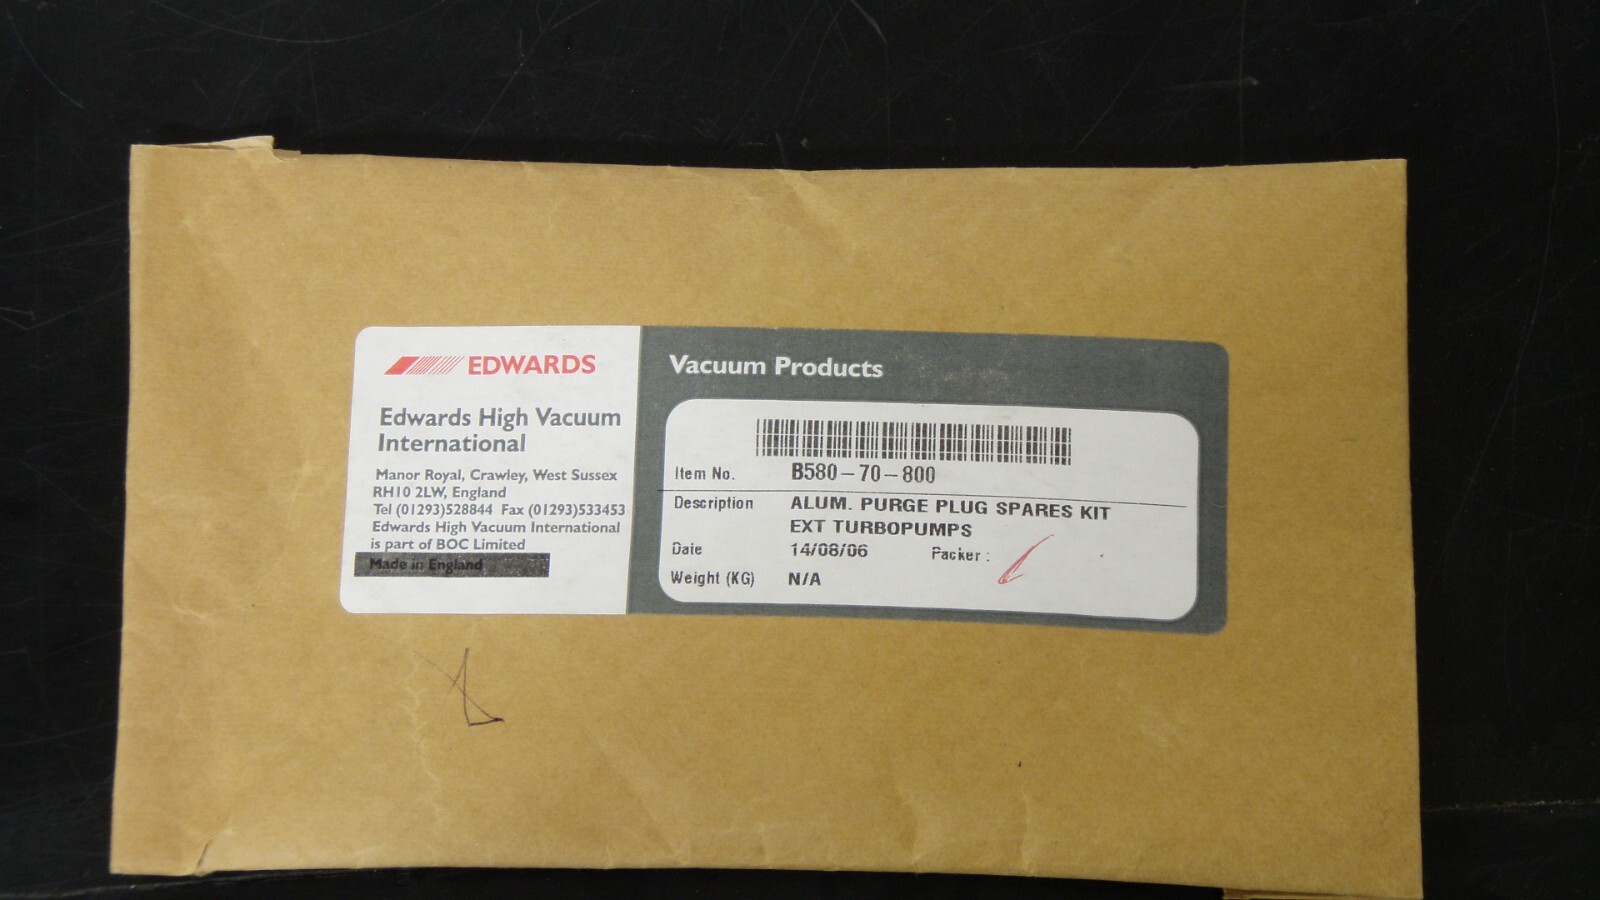 EDWARDS
Edwards High Vacuum
International
Manor Royal, Crawley, West Sussex
RH10 2LW, England
Tel (01293)528844 Fax (01293)533453
Edwards High Vacuum International
is part of BOC Limited
Made in England
Vacuum Products
Item No. B580-70-800
Description ALUM. PURGE PLUG SPARES KIT
EXT TURBOPUMPS
Date 14/08/06 Packer :
Weight (KG) N/A